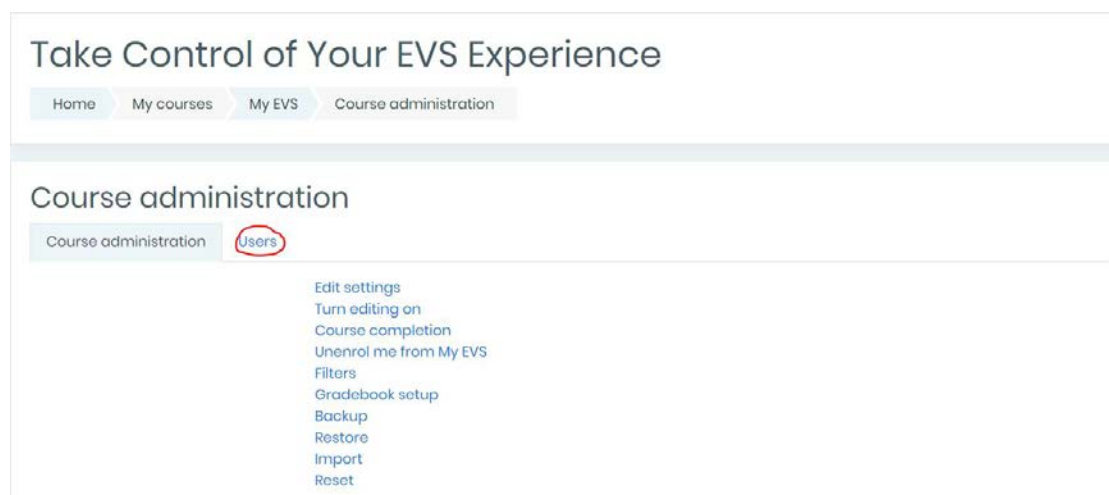 Take Control of Your EVS Experience
Home My courses My EVS Course administration
Course administration
Course administration Users
Edit settings
Turn editing on
Course completion
Unenrol me from My EVS
Filters
Gradebook setup
Backup
Restore
Import
Reset